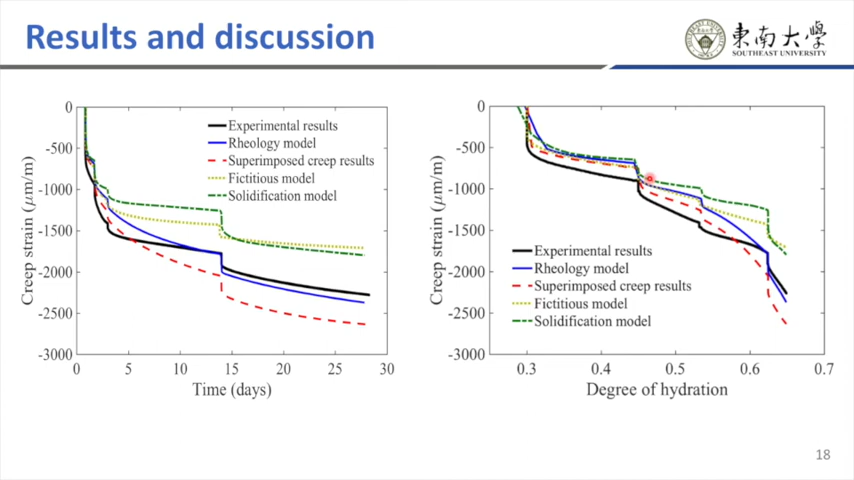 Results and discussion
東南大學
SOUTHEAST UNIVERSITY
0
-500
-1000
-1500
-2000
-2500
-3000
Creep strain (μm/m)
Experimental results
Rheology model
Superimposed creep results
Fictitious model
Solidification model
0
5
10
15
20
25
30
Time (days)
0
-500
-1000
-1500
-2000
-2500
-3000
Creep strain (μm/m)
Experimental results
Rheology model
Superimposed creep results
Fictitious model
Solidification model
0.3
0.4
0.5
0.6
0.7
Degree of hydration
18